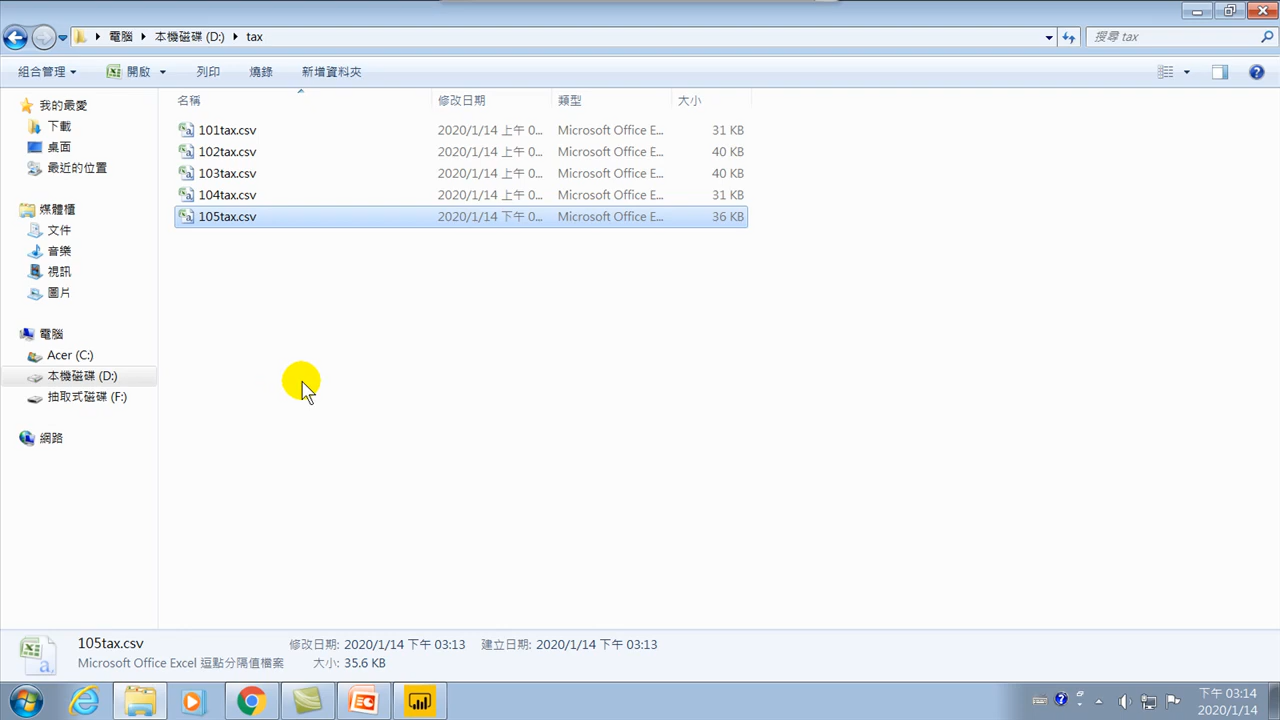 電腦 本機磁碟 (D:) tax
搜尋 tax
組合管理 開啟 列印 燒錄 新增資料夾
名稱 修改日期 類型 大小
101tax.csv 2020/1/14 上午 0... Microsoft Office E... 31 KB
102tax.csv 2020/1/14 上午 0... Microsoft Office E... 40 KB
103tax.csv 2020/1/14 上午 0... Microsoft Office E... 40 KB
104tax.csv 2020/1/14 上午 0... Microsoft Office E... 31 KB
105tax.csv 2020/1/14 下午 0... Microsoft Office E... 36 KB
我的最愛
下載
桌面
最近的位置
媒體櫃
文件
音樂
視訊
圖片
電腦
Acer (C:)
本機磁碟 (D:)
抽取式磁碟 (F:)
網路
105tax.csv 修改日期: 2020/1/14 下午 03:13 建立日期: 2020/1/14 下午 03:13
Microsoft Office Excel 逗點分隔值檔案 大小: 35.6 KB
下午 03:14
2020/1/14